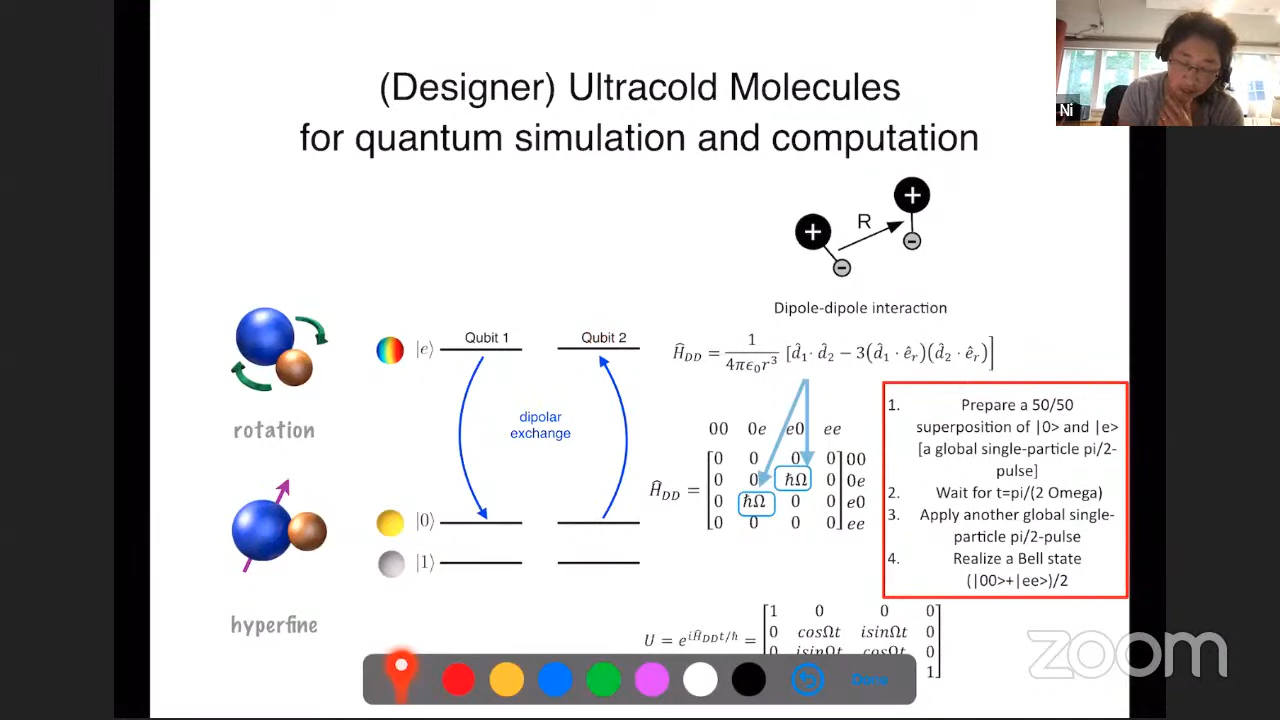 (Designer) Ultracold Molecules
for quantum simulation and computation
Ni
+ R +
- -
Dipole-dipole interaction
rotation
hyperfine
Qubit 1 Qubit 2
|e⟩
dipolar
exchange
|0⟩
|1⟩
Ĥ_DD = 1/(4πϵ₀r³) [d̂₁· d̂₂ − 3(d̂₁ · ê_r)(d̂₂ · ê_r)]
00 0e e0 ee
Ĥ_DD =
[0 0 0 0] 00
[0 0 ℏΩ 0] 0e
[0 ℏΩ 0 0] e0
[0 0 0 0] ee
1. Prepare a 50/50
superposition of |0> and |e>
[a global single-particle pi/2-
pulse]
2. Wait for t=pi/(2 Omega)
3. Apply another global single-
particle pi/2-pulse
4. Realize a Bell state
(|00>+|ee>)/2
U = e^{iĤ_DD t/ℏ} =
[1 0 0 0]
[0 cosΩt isinΩt 0]
[0 isinΩt cosΩt 0]
1]
Done
zoom